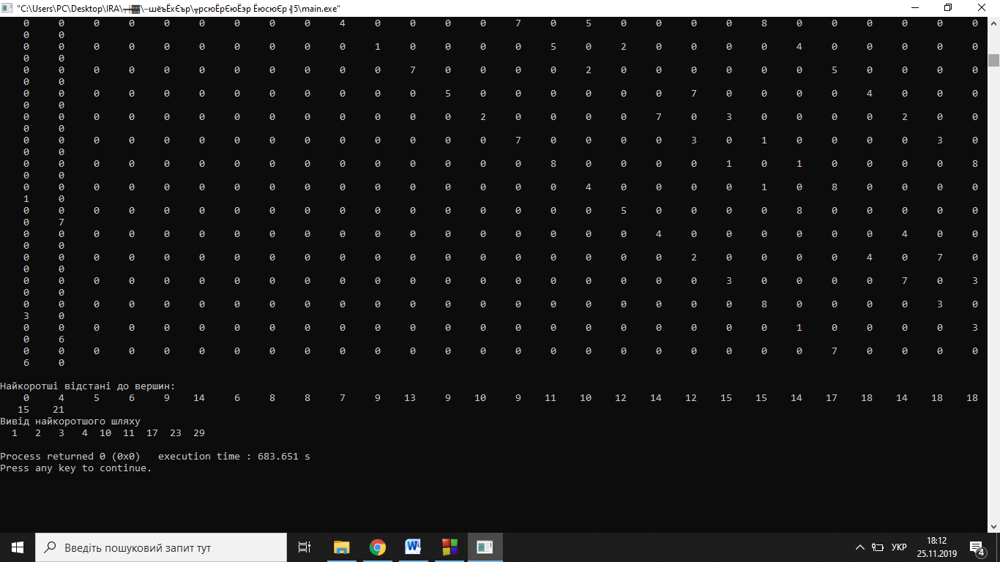 "C:\Users\PC\Desktop\IRA\╤╪▓▓\─шёъЁхЄър\╤рсюЁрЄюЁэр ЁюсюЄр ╣5\main.exe"
0 0 0 0 0 0 0 0 0 4 0 0 0 0 7 0 5 0 0 0 0 8 0 0 0 0 0 0
0 0
0 0 0 0 0 0 0 0 0 0 1 0 0 0 0 5 0 2 0 0 0 0 4 0 0 0 0 0
0 0
0 0 0 0 0 0 0 0 0 0 0 7 0 0 0 0 2 0 0 0 0 0 0 5 0 0 0 0
0 0
0 0 0 0 0 0 0 0 0 0 0 0 5 0 0 0 0 0 0 7 0 0 0 0 4 0 0 0
0 0
0 0 0 0 0 0 0 0 0 0 0 0 0 2 0 0 0 0 7 0 3 0 0 0 0 2 0 0
0 0
0 0 0 0 0 0 0 0 0 0 0 0 0 0 7 0 0 0 0 3 0 1 0 0 0 0 3 0
0 0
0 0 0 0 0 0 0 0 0 0 0 0 0 0 0 8 0 0 0 0 1 0 1 0 0 0 0 8
0 0
0 0 0 0 0 0 0 0 0 0 0 0 0 0 0 0 4 0 0 0 0 1 0 8 0 0 0 0
1 0
0 0 0 0 0 0 0 0 0 0 0 0 0 0 0 0 0 5 0 0 0 0 8 0 0 0 0 0
0 7
0 0 0 0 0 0 0 0 0 0 0 0 0 0 0 0 0 0 4 0 0 0 0 0 0 4 0 0
0 0
0 0 0 0 0 0 0 0 0 0 0 0 0 0 0 0 0 0 0 2 0 0 0 0 4 0 7 0
0 0
0 0 0 0 0 0 0 0 0 0 0 0 0 0 0 0 0 0 0 0 3 0 0 0 0 7 0 3
0 0
0 0 0 0 0 0 0 0 0 0 0 0 0 0 0 0 0 0 0 0 0 8 0 0 0 0 3 0
3 0
0 0 0 0 0 0 0 0 0 0 0 0 0 0 0 0 0 0 0 0 0 0 1 0 0 0 0 3
0 6
0 0 0 0 0 0 0 0 0 0 0 0 0 0 0 0 0 0 0 0 0 0 0 7 0 0 0 0
6 0
Найкоротші відстані до вершин:
0 4 5 6 9 14 6 8 8 7 9 13 9 10 9 11 10 12 14 12 15 15 14 17 18 14 18 18
15 21
Вивід найкоротшого шляху
1 2 3 4 10 11 17 23 29
Process returned 0 (0x0) execution time : 683.651 s
Press any key to continue.
Введіть пошуковий запит тут
УКР
18:12
25.11.2019
4